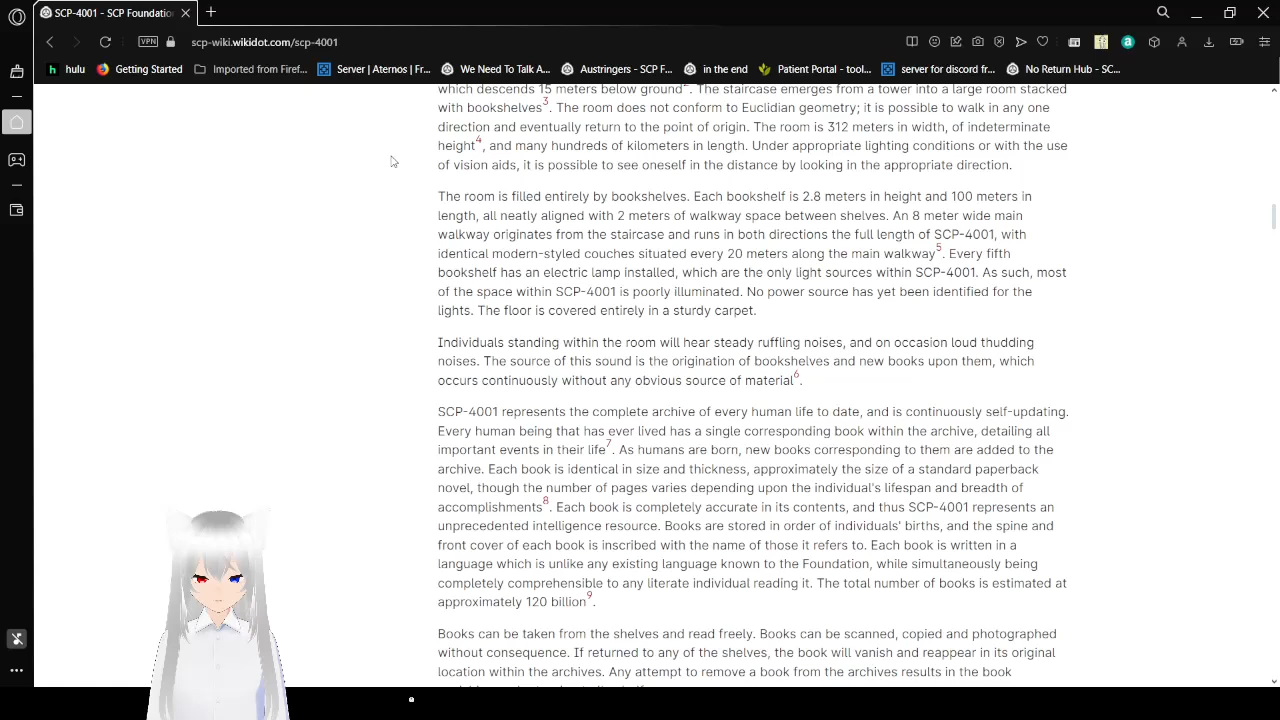 SCP-4001 - SCP Foundatio
scp-wiki.wikidot.com/scp-4001
VPN
hulu
Getting Started
Imported from Firef...
Server | Aternos | Fr...
We Need To Talk A...
Austringers - SCP F...
in the end
Patient Portal - tool...
server for discord fr...
No Return Hub - SC...
which descends 15 meters below ground2. The staircase emerges from a tower into a large room stacked
with bookshelves3. The room does not conform to Euclidian geometry; it is possible to walk in any one
direction and eventually return to the point of origin. The room is 312 meters in width, of indeterminate
height4, and many hundreds of kilometers in length. Under appropriate lighting conditions or with the use
of vision aids, it is possible to see oneself in the distance by looking in the appropriate direction.
The room is filled entirely by bookshelves. Each bookshelf is 2.8 meters in height and 100 meters in
length, all neatly aligned with 2 meters of walkway space between shelves. An 8 meter wide main
walkway originates from the staircase and runs in both directions the full length of SCP-4001, with
identical modern-styled couches situated every 20 meters along the main walkway5. Every fifth
bookshelf has an electric lamp installed, which are the only light sources within SCP-4001. As such, most
of the space within SCP-4001 is poorly illuminated. No power source has yet been identified for the
lights. The floor is covered entirely in a sturdy carpet.
Individuals standing within the room will hear steady ruffling noises, and on occasion loud thudding
noises. The source of this sound is the origination of bookshelves and new books upon them, which
occurs continuously without any obvious source of material6.
SCP-4001 represents the complete archive of every human life to date, and is continuously self-updating.
Every human being that has ever lived has a single corresponding book within the archive, detailing all
important events in their life7. As humans are born, new books corresponding to them are added to the
archive. Each book is identical in size and thickness, approximately the size of a standard paperback
novel, though the number of pages varies depending upon the individual's lifespan and breadth of
accomplishments8. Each book is completely accurate in its contents, and thus SCP-4001 represents an
unprecedented intelligence resource. Books are stored in order of individuals' births, and the spine and
front cover of each book is inscribed with the name of those it refers to. Each book is written in a
language which is unlike any existing language known to the Foundation, while simultaneously being
completely comprehensible to any literate individual reading it. The total number of books is estimated at
approximately 120 billion9.
Books can be taken from the shelves and read freely. Books can be scanned, copied and photographed
without consequence. If returned to any of the shelves, the book will vanish and reappear in its original
location within the archives. Any attempt to remove a book from the archives results in the book